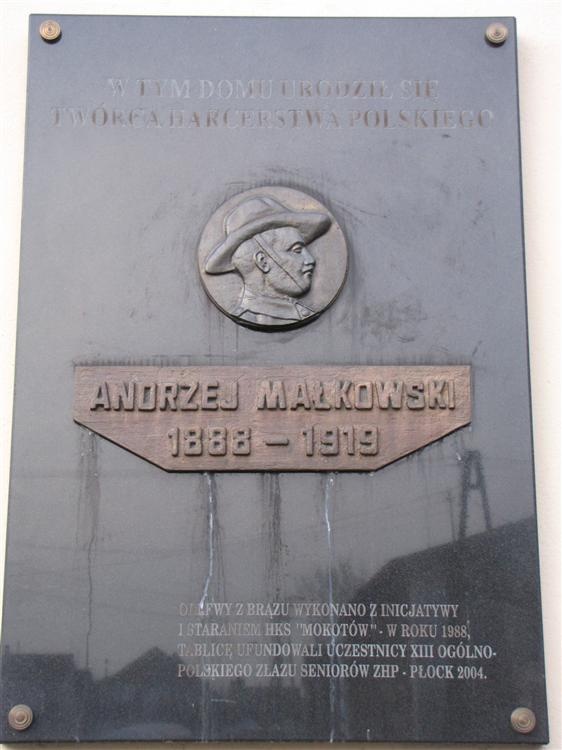 W TYM DOMU URODZIŁ SIĘ
TWÓRCA HARCERSTWA POLSKIEGO
ANDRZEJ MAŁKOWSKI
1888 – 1919
ODLEWY Z BRĄZU WYKONANO Z INICJATYWY
I STARANIEM HKS "MOKOTÓW" - W ROKU 1988,
TABLICĘ UFUNDOWALI UCZESTNICY XIII OGÓLNO-
POLSKIEGO ZLAZU SENIORÓW ZHP - PŁOCK 2004.